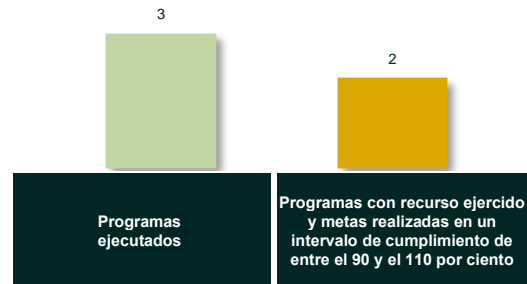 3
2
Programas
ejecutados
Programas con recurso ejercido
y metas realizadas en un
intervalo de cumplimiento de
entre el 90 y el 110 por ciento